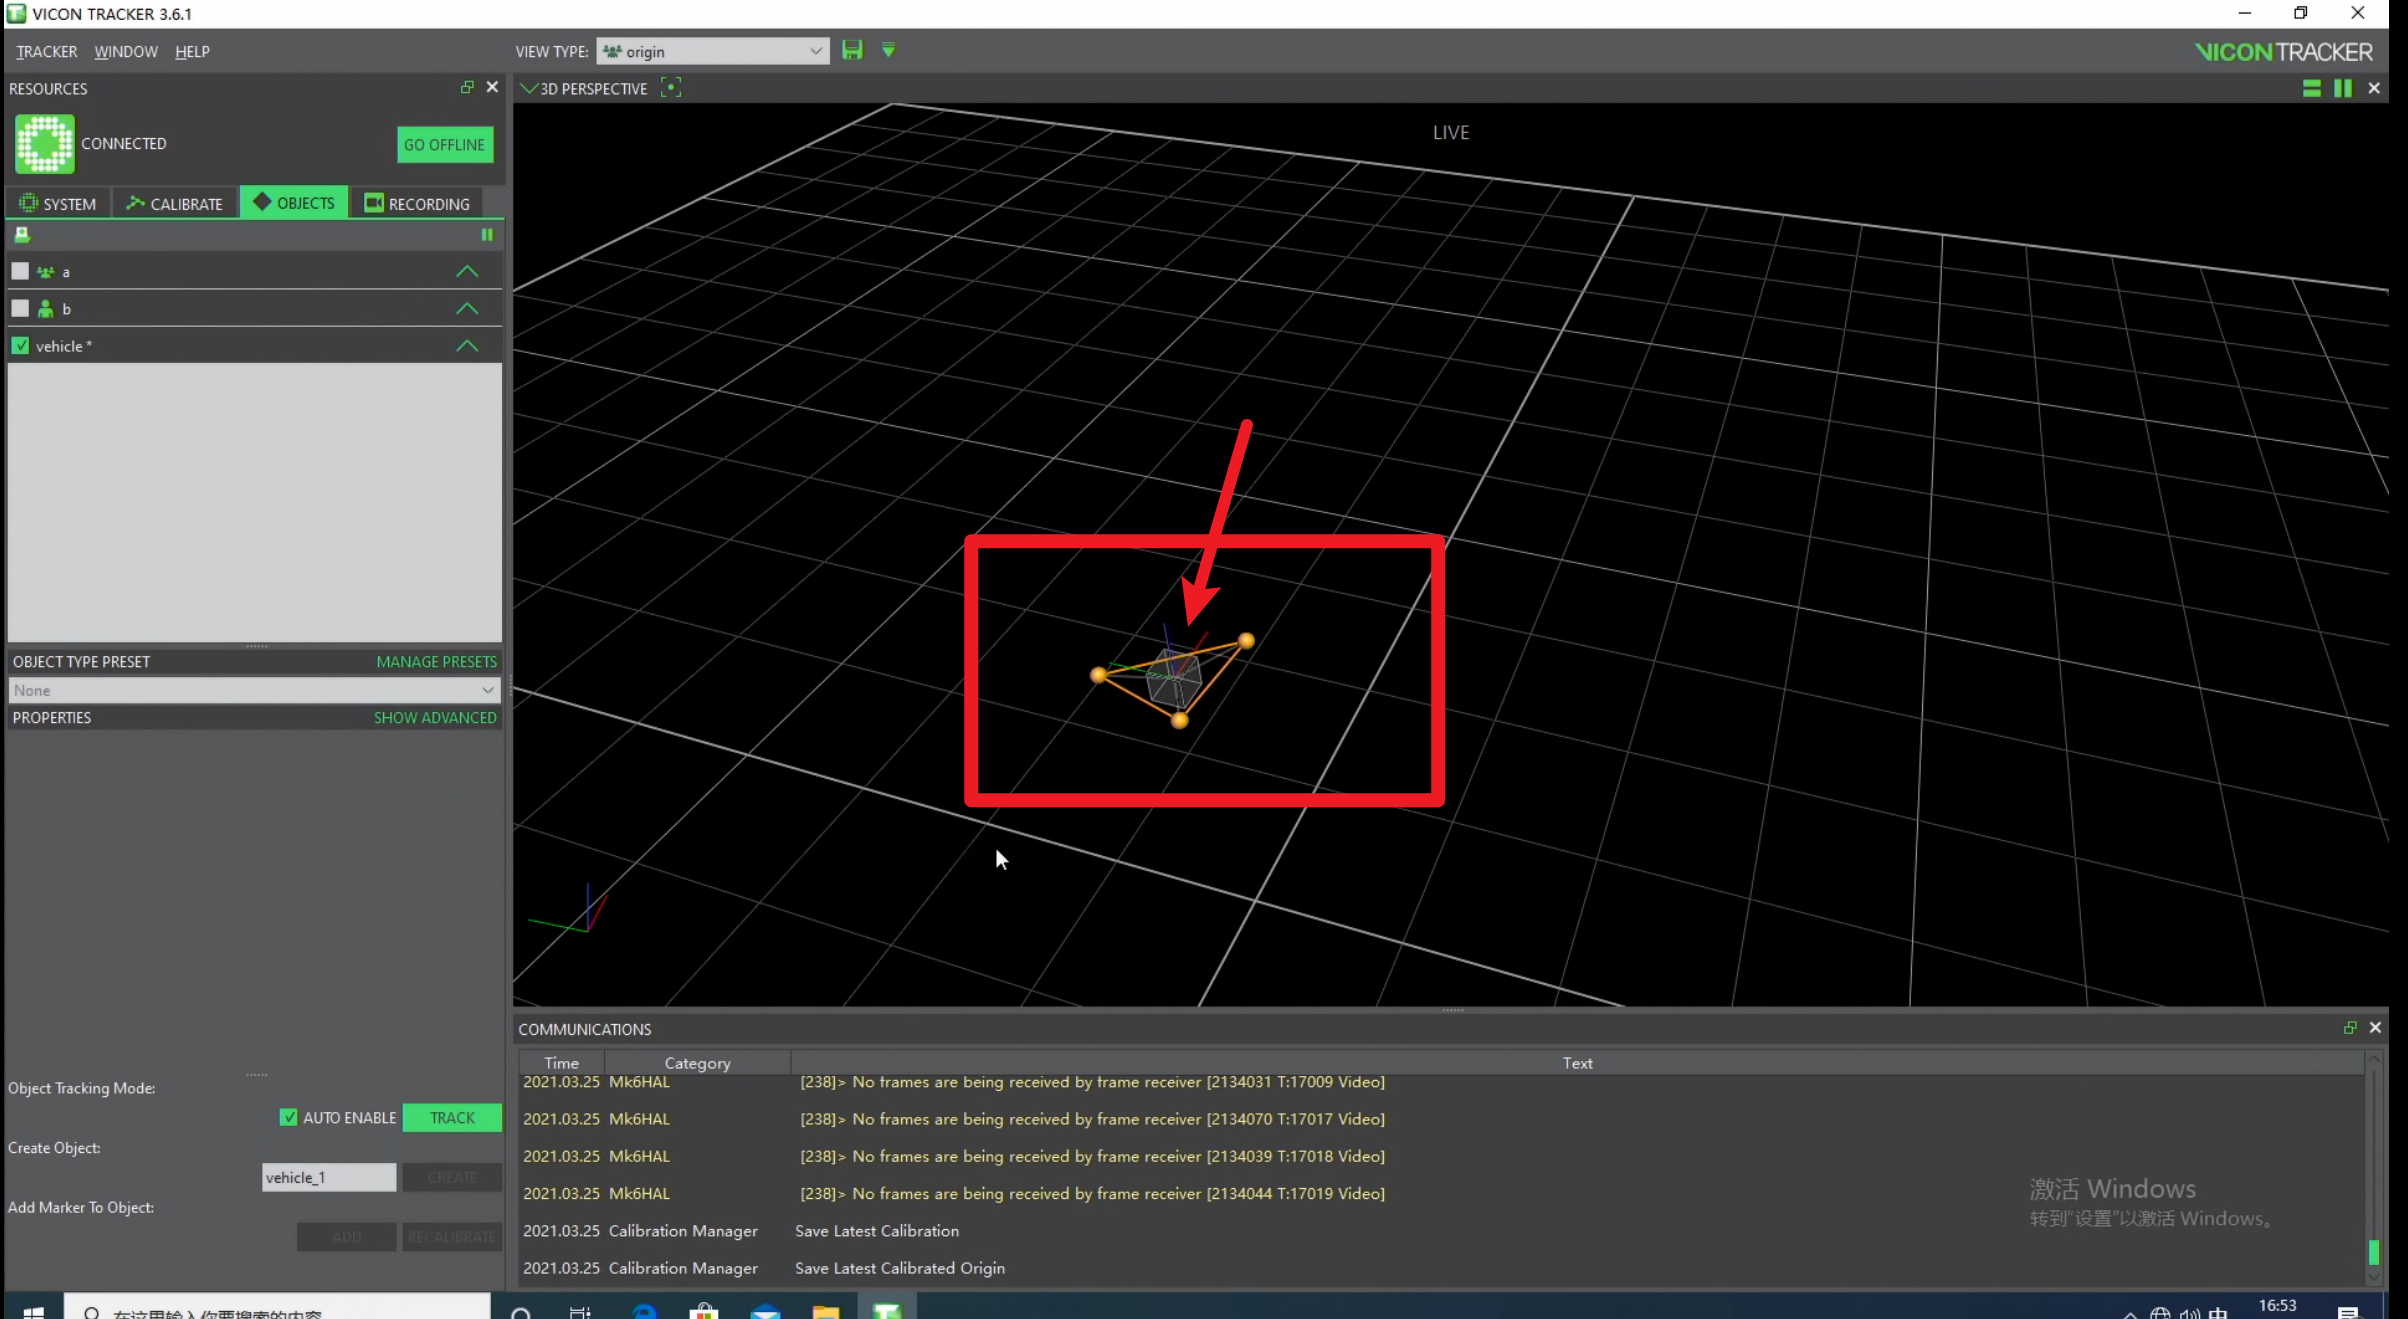 VICON TRACKER 3.6.1
TRACKER WINDOW HELP
VIEW TYPE: origin
VICON TRACKER
RESOURCES
3D PERSPECTIVE
CONNECTED
GO OFFLINE
LIVE
SYSTEM CALIBRATE OBJECTS RECORDING
a
b
vehicle *
OBJECT TYPE PRESET MANAGE PRESETS
None
PROPERTIES SHOW ADVANCED
Object Tracking Mode:
AUTO ENABLE TRACK
Create Object:
vehicle_1 CREATE
Add Marker To Object:
ADD RECALIBRATE
COMMUNICATIONS
Time Category Text
2021.03.25 Mk6HAL [238]> No frames are being received by frame receiver [2134031 T:17009 Video]
2021.03.25 Mk6HAL [238]> No frames are being received by frame receiver [2134070 T:17017 Video]
2021.03.25 Mk6HAL [238]> No frames are being received by frame receiver [2134039 T:17018 Video]
2021.03.25 Mk6HAL [238]> No frames are being received by frame receiver [2134044 T:17019 Video]
2021.03.25 Calibration Manager Save Latest Calibration
2021.03.25 Calibration Manager Save Latest Calibrated Origin
激活 Windows
转到“设置”以激活 Windows。
在这里输入你要搜索的内容
中
16:53